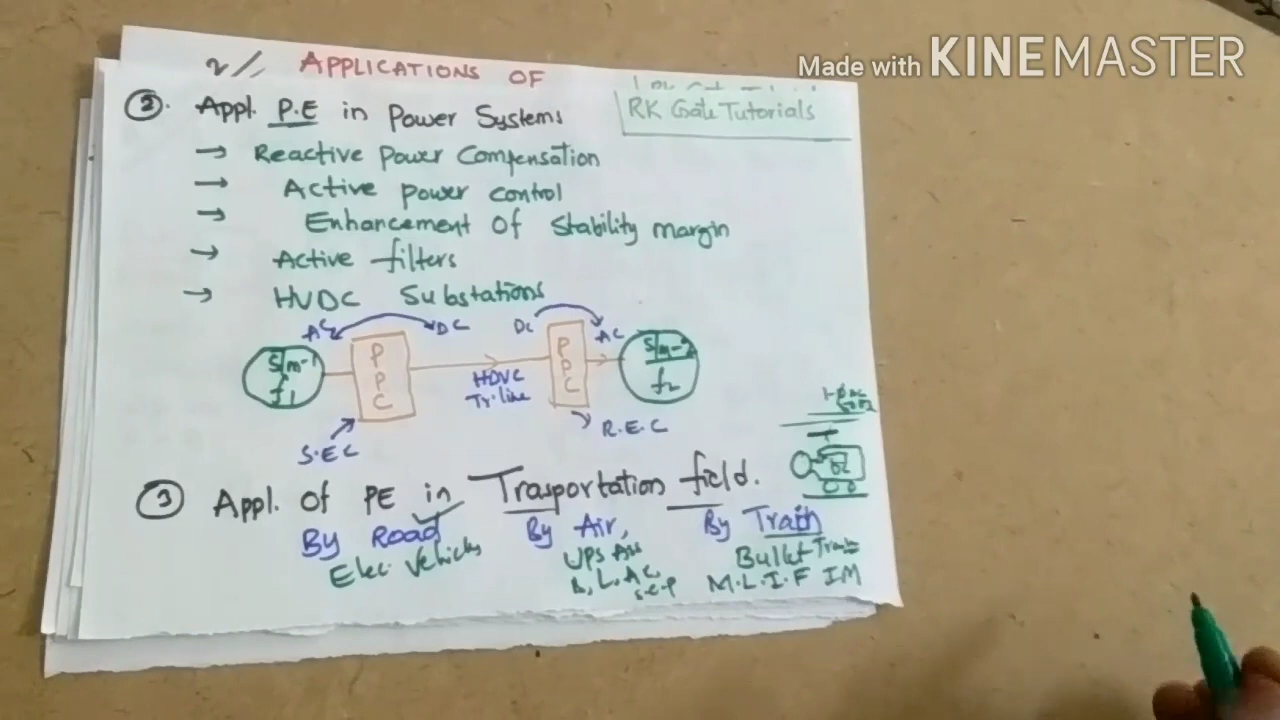 Made with KINEMASTER
APPLICATIONS OF
RK Gate Tutorials
②. Appl. P.E in Power Systems
→ Reactive Power Compensation
→ Active power control
→ Enhancement Of Stability margin
→ Active filters
→ HVDC Substations
AC DC DC AC
S/m-1 P P C P P C S/m-2
f1 f2
HDVC
Tr. line
S.E.C R.E.C
③ Appl. of PE in Trasportation field.
By Road By Air, By Train
Elec. Vehicles UPS Bullet Train
L, AC, M.L.I.F IM